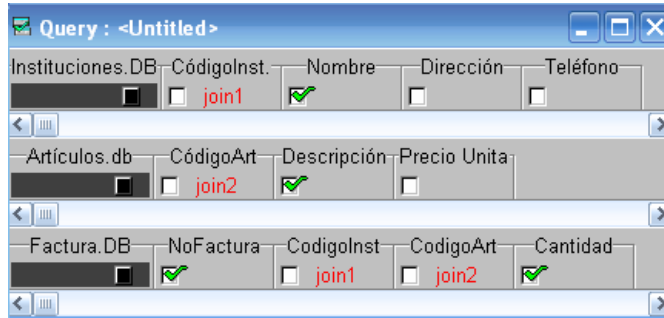 Query : <Untitled>
Instituciones.DB CódigoInst. Nombre Dirección Teléfono
join1
Artículos.db CódigoArt Descripción Precio Unita
join2
Factura.DB NoFactura CodigoInst CodigoArt Cantidad
join1 join2